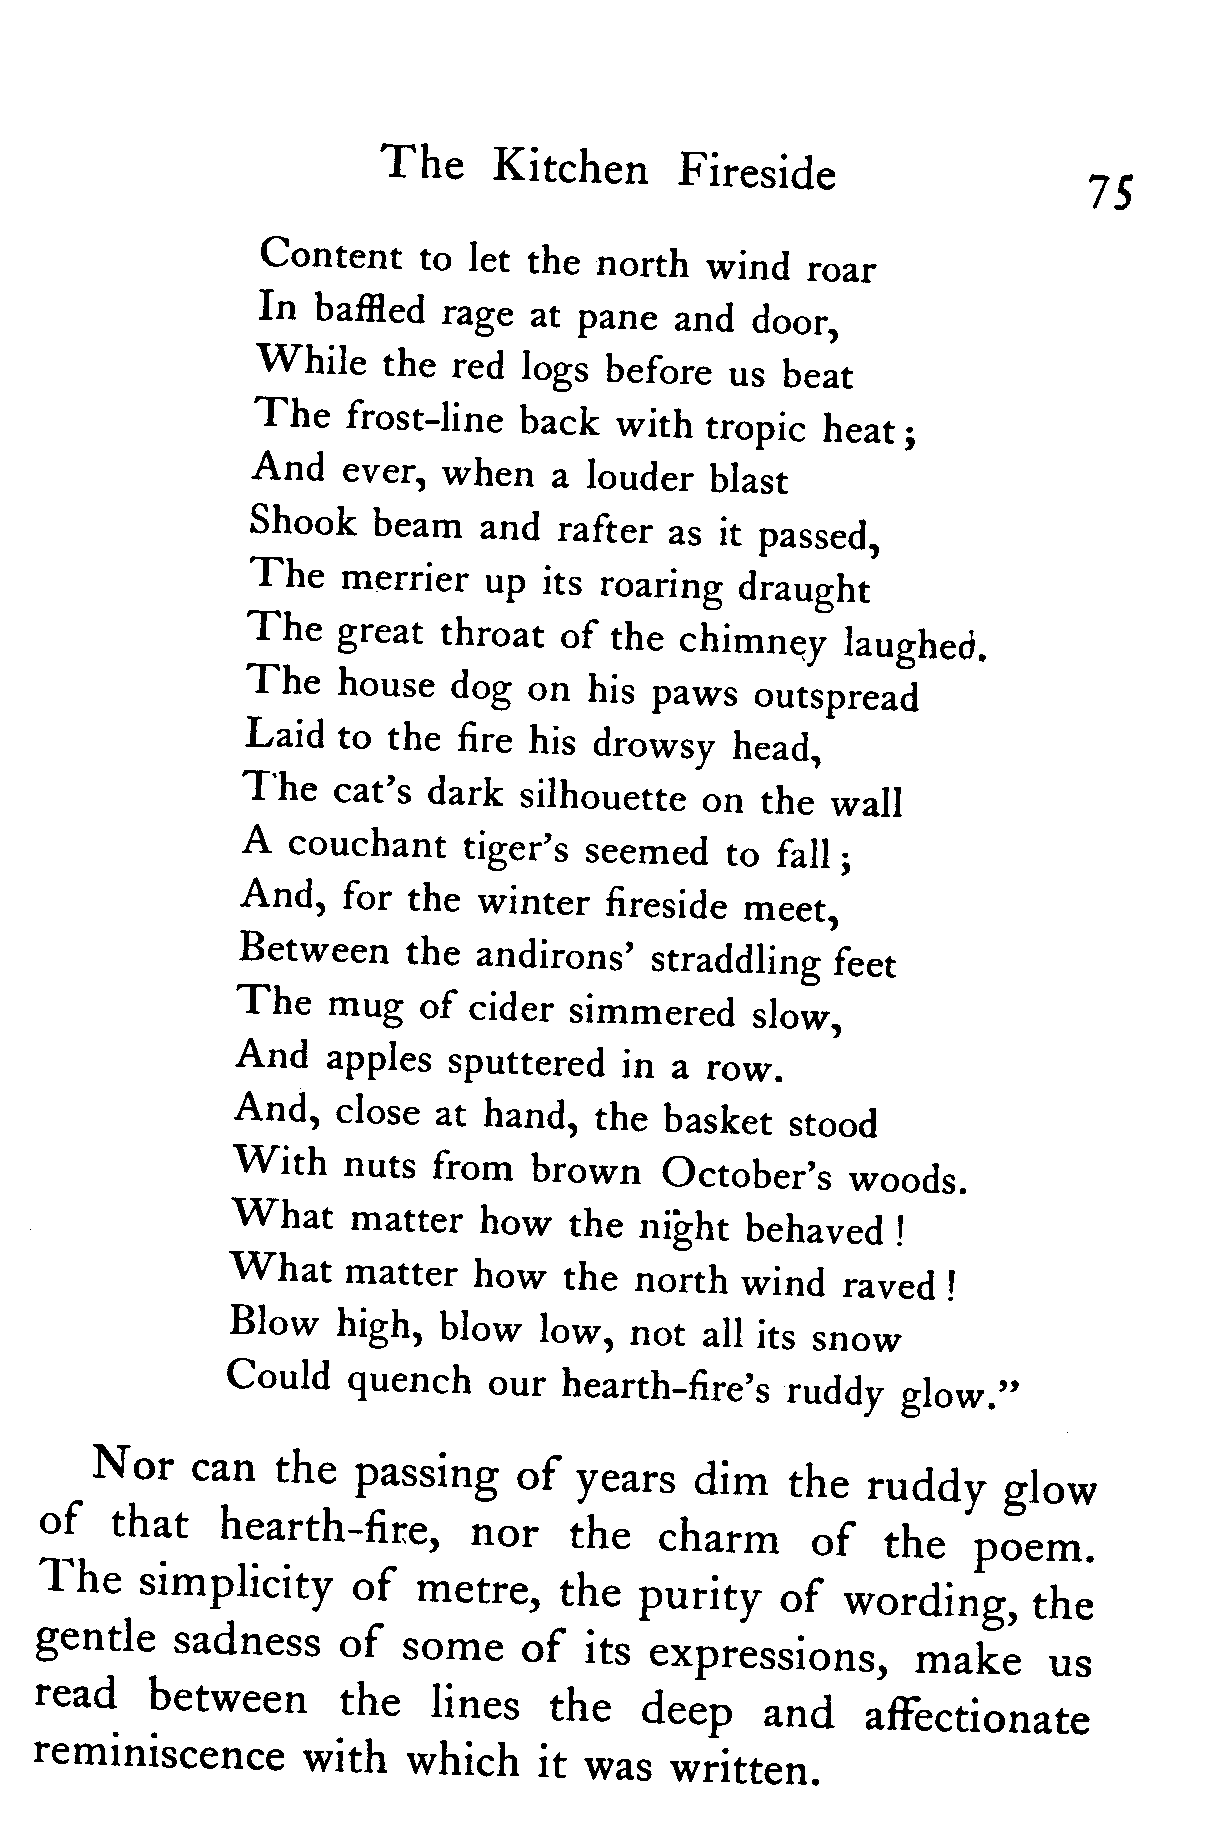 The Kitchen Fireside 75
Content to let the north wind roar
In baffled rage at pane and door,
While the red logs before us beat
The frost-line back with tropic heat;
And ever, when a louder blast
Shook beam and rafter as it passed,
The merrier up its roaring draught
The great throat of the chimney laughed.
The house dog on his paws outspread
Laid to the fire his drowsy head,
The cat's dark silhouette on the wall
A couchant tiger's seemed to fall;
And, for the winter fireside meet,
Between the andirons' straddling feet
The mug of cider simmered slow,
And apples sputtered in a row.
And, close at hand, the basket stood
With nuts from brown October's woods.
What matter how the night behaved!
What matter how the north wind raved!
Blow high, blow low, not all its snow
Could quench our hearth-fire's ruddy glow."
Nor can the passing of years dim the ruddy glow
of that hearth-fire, nor the charm of the poem.
The simplicity of metre, the purity of wording, the
gentle sadness of some of its expressions, make us
read between the lines the deep and affectionate
reminiscence with which it was written.